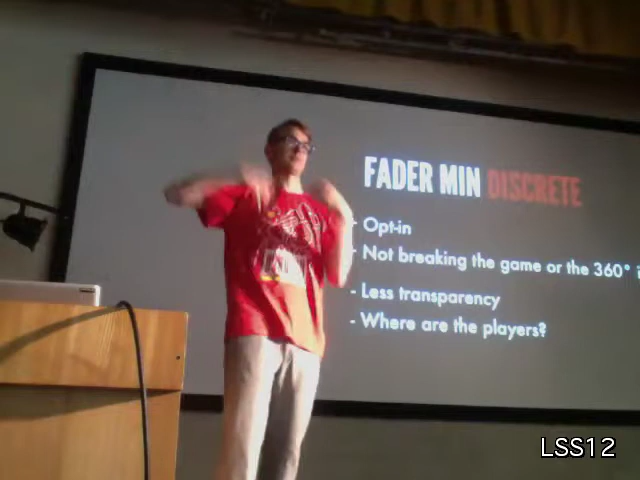 FADER MIN DISCRETE
- Opt-in
- Not breaking the game or the 360°
- Less transparency
- Where are the players?
LSS12